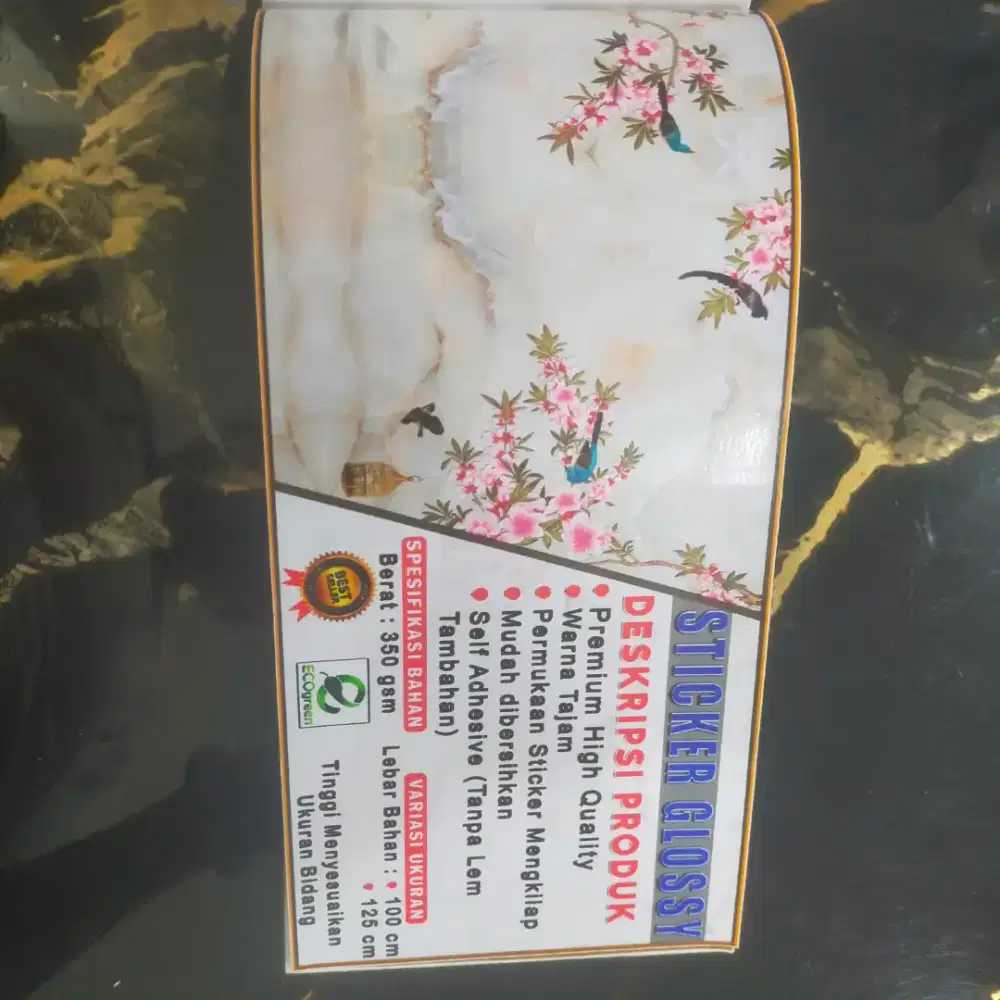 STICKER GLOSSY
DESKRIPSI PRODUK
Premium High Quality
Warna Tajam
Permukaan Sticker Mengkilap
Mudah dibersihkan
Self Adhesive (Tanpa Lem
Tambahan)
SPESIFIKASI BAHAN
Berat : 350 gsm
VARIASI UKURAN
Lebar Bahan : 100 cm
125 cm
Tinggi Menyesuaikan
Ukuran Bidang
BEST
SELLER
ECOgreen